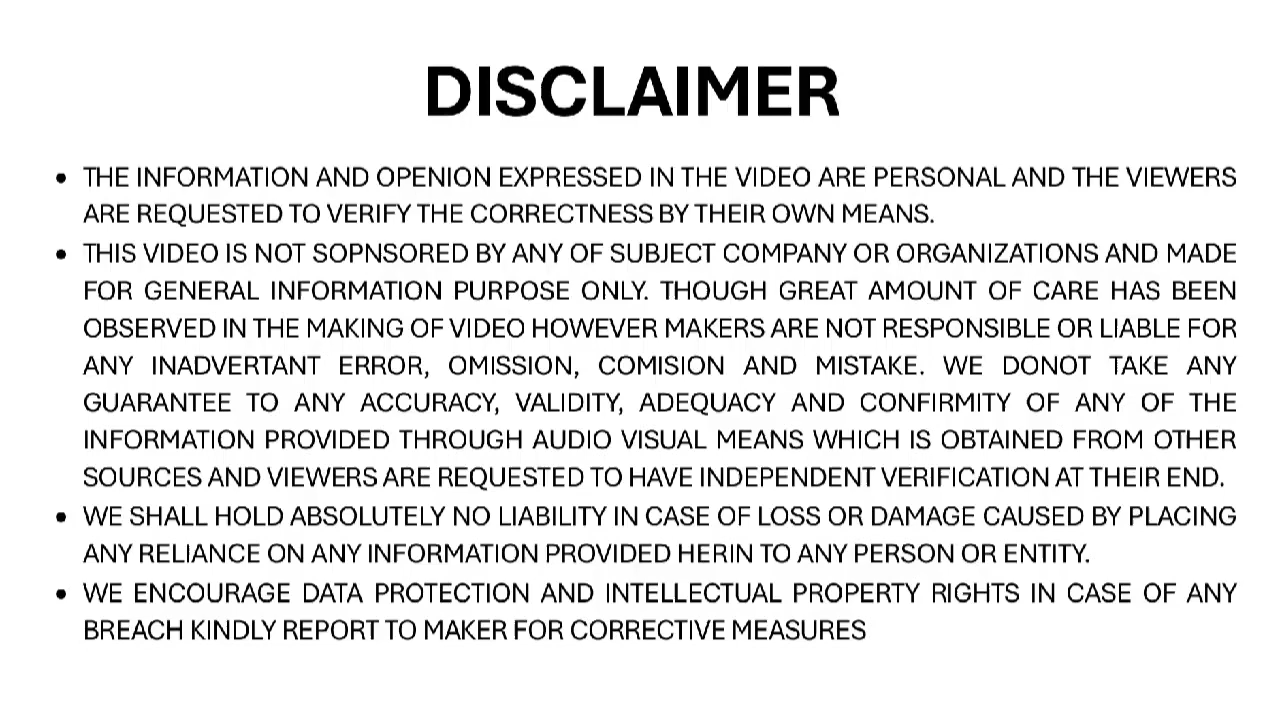 DISCLAIMER
• THE INFORMATION AND OPENION EXPRESSED IN THE VIDEO ARE PERSONAL AND THE VIEWERS
ARE REQUESTED TO VERIFY THE CORRECTNESS BY THEIR OWN MEANS.
• THIS VIDEO IS NOT SOPNSORED BY ANY OF SUBJECT COMPANY OR ORGANIZATIONS AND MADE
FOR GENERAL INFORMATION PURPOSE ONLY. THOUGH GREAT AMOUNT OF CARE HAS BEEN
OBSERVED IN THE MAKING OF VIDEO HOWEVER MAKERS ARE NOT RESPONSIBLE OR LIABLE FOR
ANY INADVERTANT ERROR, OMISSION, COMISION AND MISTAKE. WE DONOT TAKE ANY
GUARANTEE TO ANY ACCURACY, VALIDITY, ADEQUACY AND CONFIRMITY OF ANY OF THE
INFORMATION PROVIDED THROUGH AUDIO VISUAL MEANS WHICH IS OBTAINED FROM OTHER
SOURCES AND VIEWERS ARE REQUESTED TO HAVE INDEPENDENT VERIFICATION AT THEIR END.
• WE SHALL HOLD ABSOLUTELY NO LIABILITY IN CASE OF LOSS OR DAMAGE CAUSED BY PLACING
ANY RELIANCE ON ANY INFORMATION PROVIDED HERIN TO ANY PERSON OR ENTITY.
• WE ENCOURAGE DATA PROTECTION AND INTELLECTUAL PROPERTY RIGHTS IN CASE OF ANY
BREACH KINDLY REPORT TO MAKER FOR CORRECTIVE MEASURES